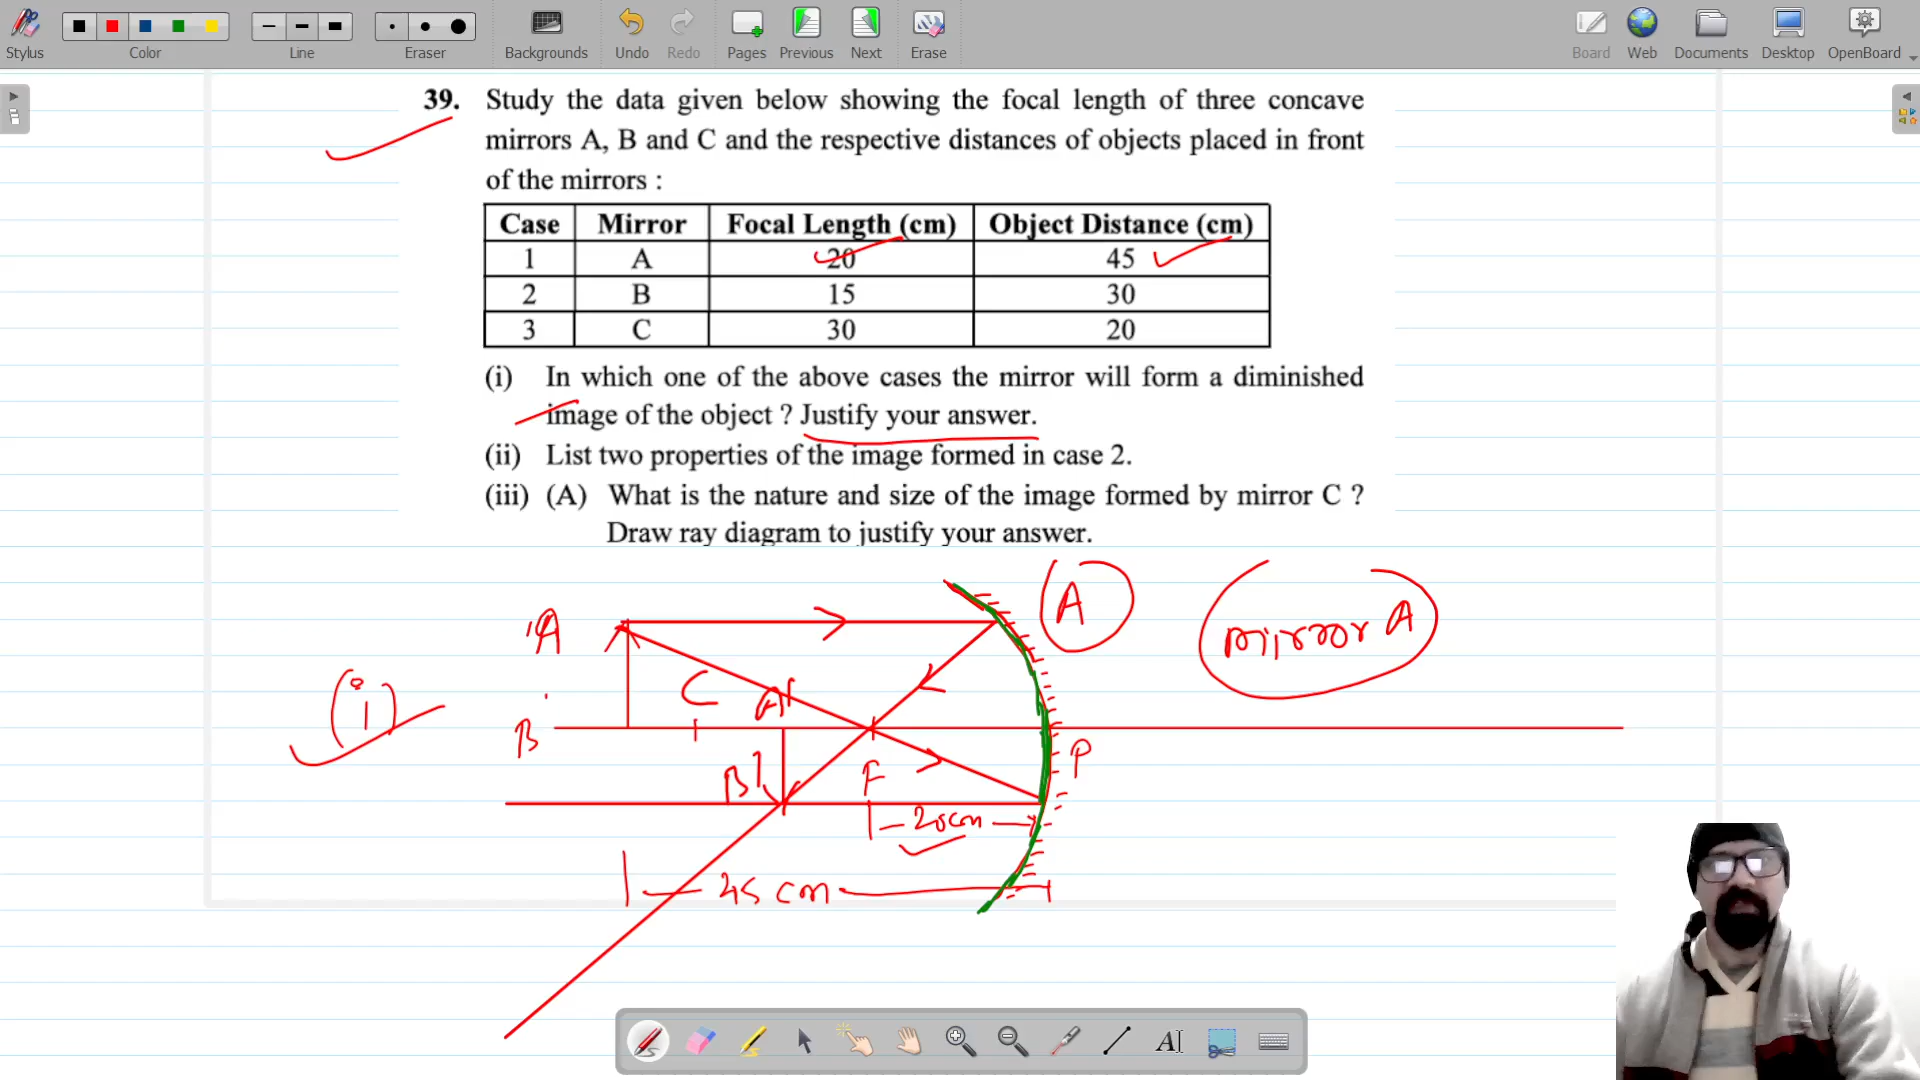 Stylus Color Line Eraser Backgrounds Undo Redo Pages Previous Next Erase Board Web Documents Desktop OpenBoard
39. Study the data given below showing the focal length of three concave
mirrors A, B and C and the respective distances of objects placed in front
of the mirrors :
Case Mirror Focal Length (cm) Object Distance (cm)
1 A 20 45
2 B 15 30
3 C 30 20
(i) In which one of the above cases the mirror will form a diminished
image of the object ? Justify your answer.
(ii) List two properties of the image formed in case 2.
(iii) (A) What is the nature and size of the image formed by mirror C ?
Draw ray diagram to justify your answer.
A
A
mirror A
(i)
C
A'
B
B'
F
P
20cm
45 cm